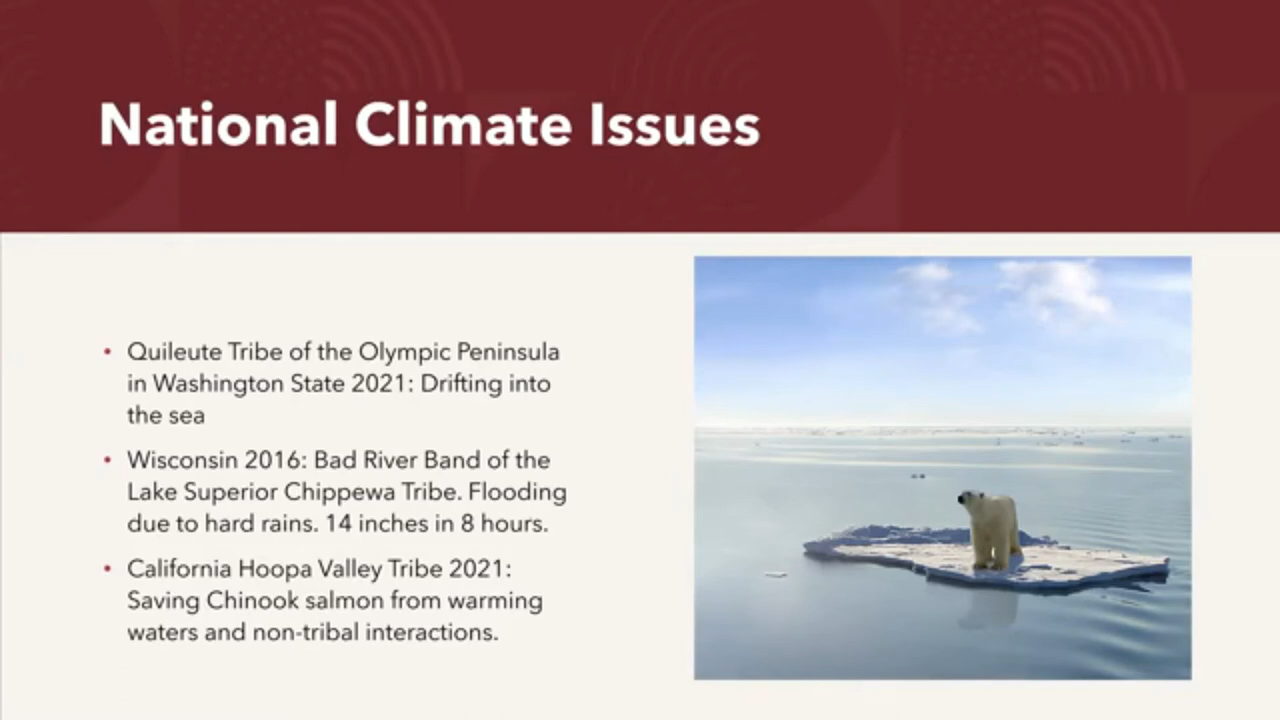 National Climate Issues
• Quileute Tribe of the Olympic Peninsula
in Washington State 2021: Drifting into
the sea
• Wisconsin 2016: Bad River Band of the
Lake Superior Chippewa Tribe. Flooding
due to hard rains. 14 inches in 8 hours.
• California Hoopa Valley Tribe 2021:
Saving Chinook salmon from warming
waters and non-tribal interactions.